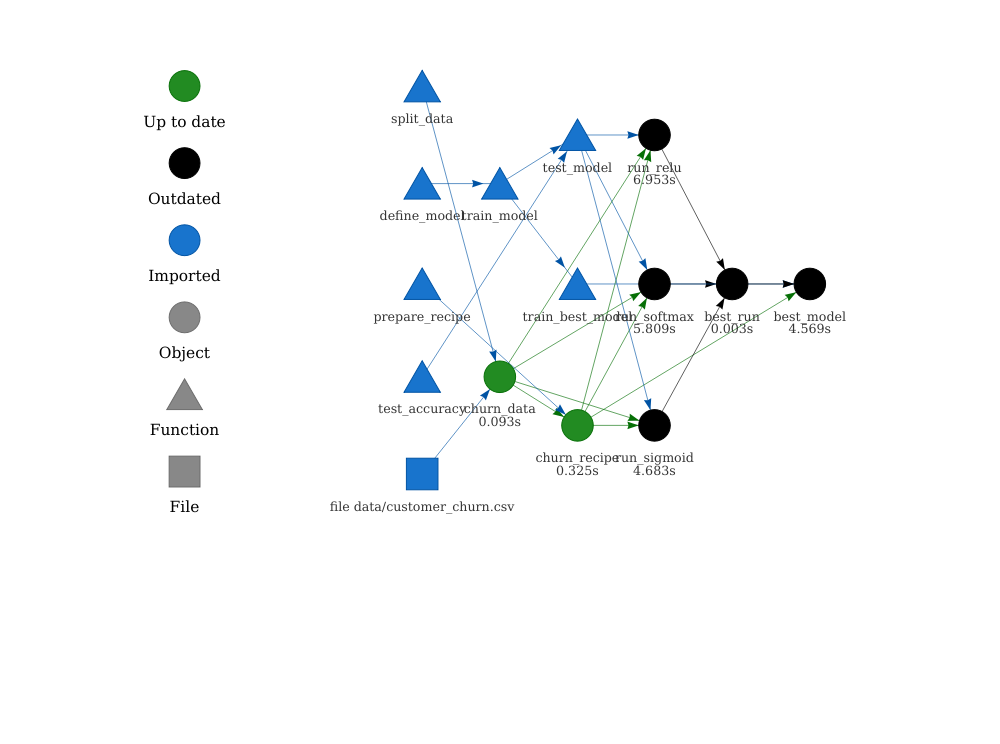 Up to date
Outdated
Imported
Object
Function
File
split_data
define_model
train_model
prepare_recipe
test_accuracy
churn_data
0.093s
file data/customer_churn.csv
test_model
train_best_model
churn_recipe
0.325s
run_relu
6.953s
run_softmax
5.809s
run_sigmoid
4.683s
best_run
0.003s
best_model
4.569s